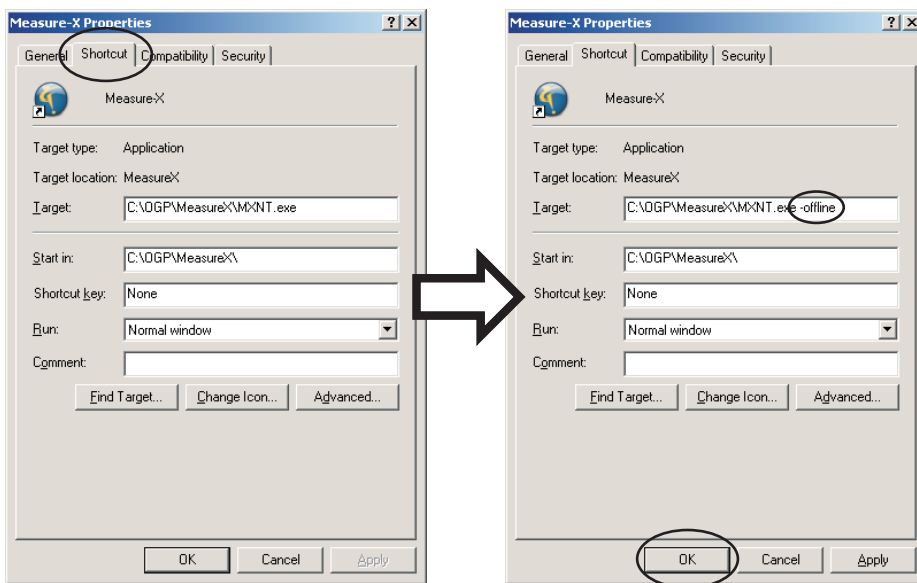 Measure-X Properties
General Shortcut Compatibility Security
Measure-X
Target type: Application
Target location: MeasureX
Target: C:\OGP\MeasureX\MXNT.exe
Start in: C:\OGP\MeasureX\
Shortcut key: None
Run: Normal window
Comment:
Find Target... Change Icon... Advanced...
OK Cancel Apply
Measure-X Properties
General Shortcut Compatibility Security
Measure-X
Target type: Application
Target location: MeasureX
Target: C:\OGP\MeasureX\MXNT.exe -offline
Start in: C:\OGP\MeasureX\
Shortcut key: None
Run: Normal window
Comment:
Find Target... Change Icon... Advanced...
OK Cancel Apply